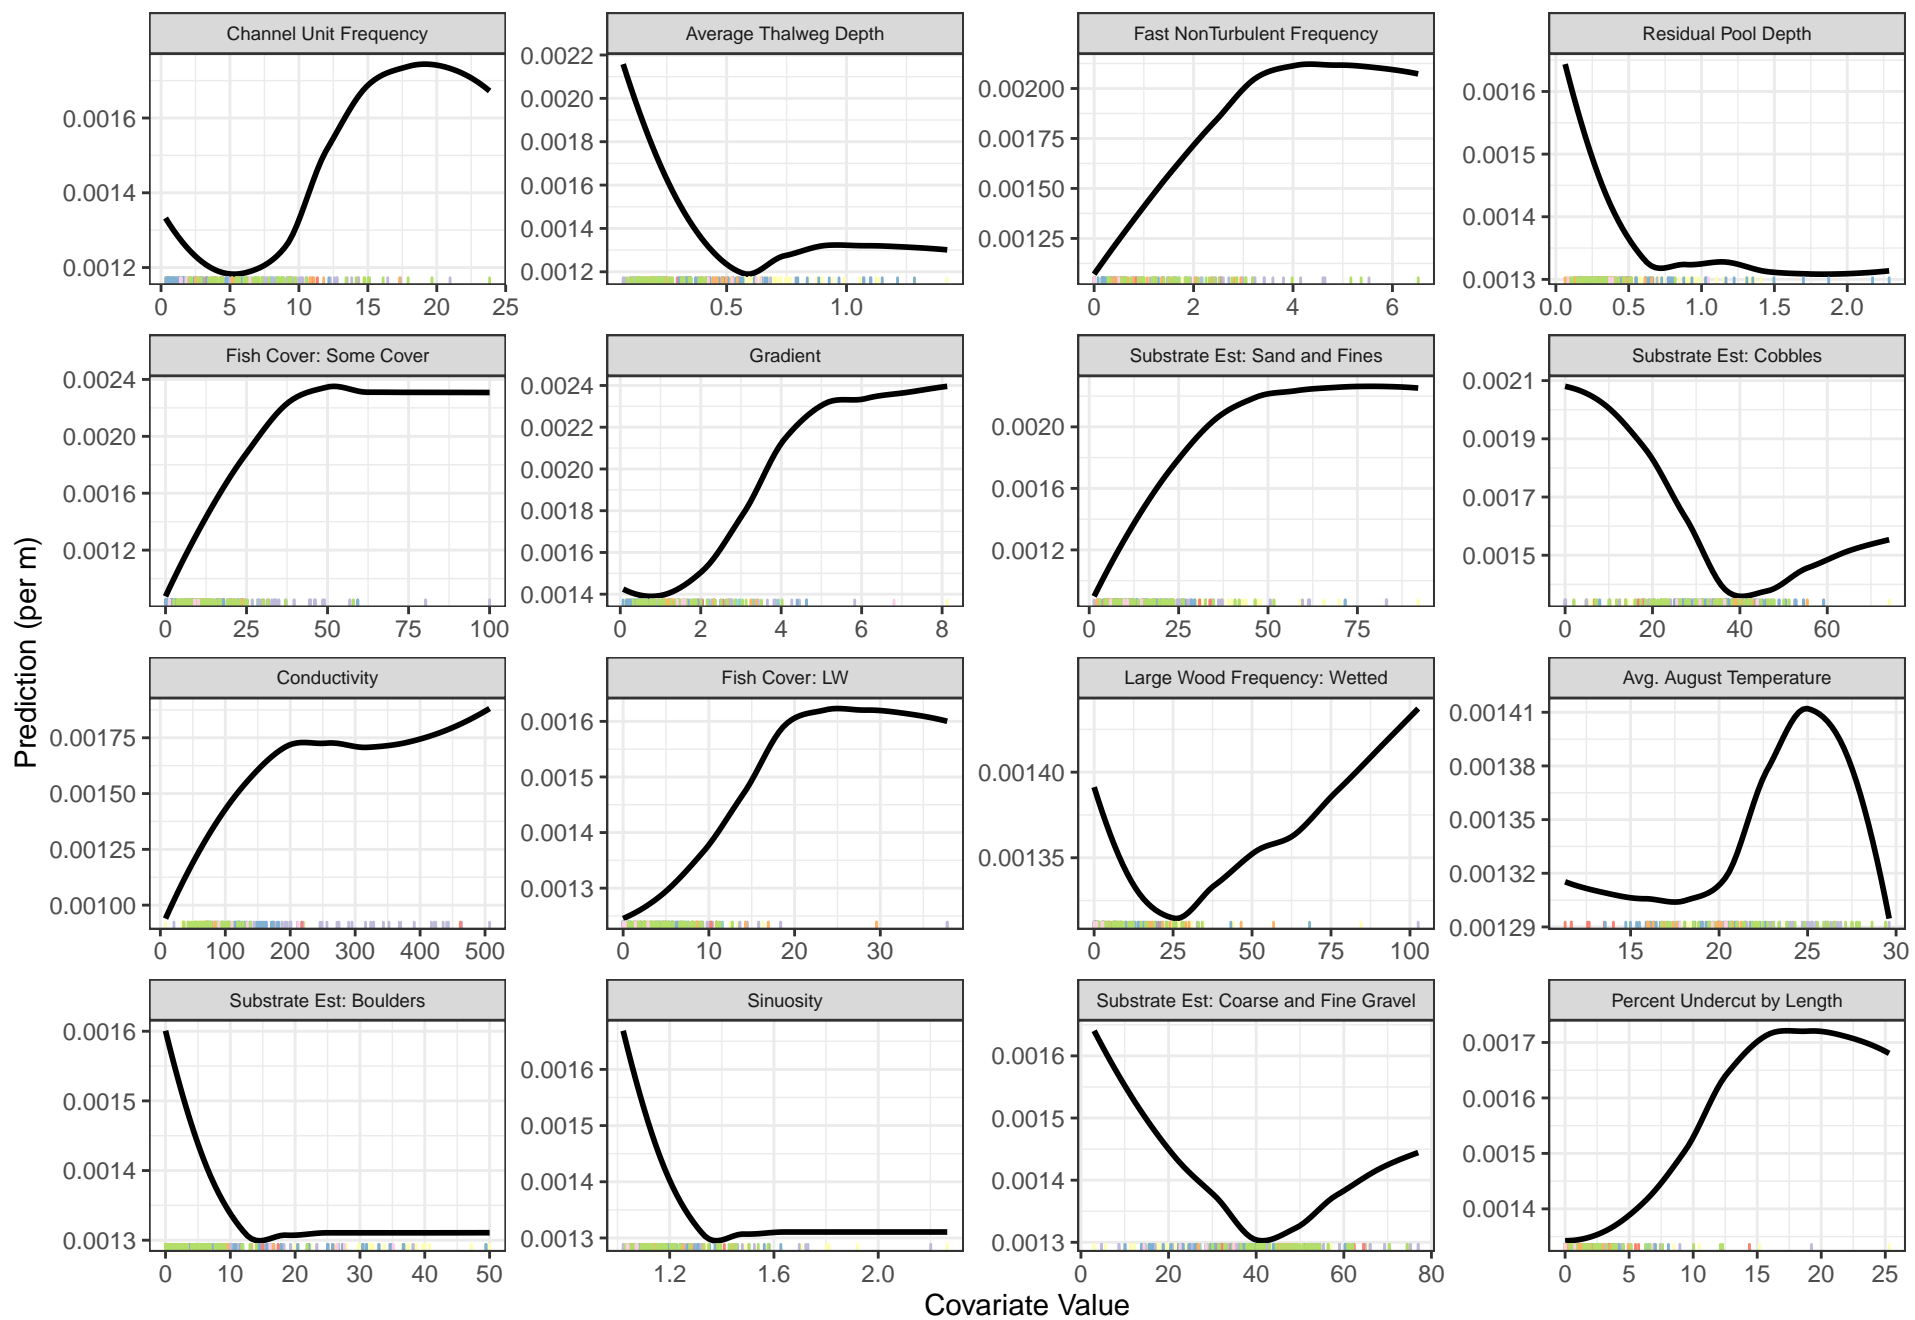 Channel Unit Frequency
Average Thalweg Depth
Fast NonTurbulent Frequency
Residual Pool Depth
0.0016
0.0014
0.0012
0 5 10 15 20 25
0.0022
0.0020
0.0018
0.0016
0.0014
0.0012
0.5 1.0
0.00200
0.00175
0.00150
0.00125
0 2 4 6
0.0016
0.0015
0.0014
0.0013
0.0 0.5 1.0 1.5 2.0
Fish Cover: Some Cover
Gradient
Substrate Est: Sand and Fines
Substrate Est: Cobbles
0.0024
0.0020
0.0016
0.0012
0 25 50 75 100
0.0024
0.0022
0.0020
0.0018
0.0016
0.0014
0 2 4 6 8
0.0020
0.0016
0.0012
0 25 50 75
0.0021
0.0019
0.0017
0.0015
0 20 40 60
Prediction (per m)
Conductivity
Fish Cover: LW
Large Wood Frequency: Wetted
Avg. August Temperature
0.00175
0.00150
0.00125
0.00100
0 100 200 300 400 500
0.0016
0.0015
0.0014
0.0013
0 10 20 30
0.00140
0.00135
0 25 50 75 100
0.00141
0.00138
0.00135
0.00132
0.00129
15 20 25 30
Substrate Est: Boulders
Sinuosity
Substrate Est: Coarse and Fine Gravel
Percent Undercut by Length
0.0016
0.0015
0.0014
0.0013
0 10 20 30 40 50
0.0016
0.0015
0.0014
0.0013
1.2 1.6 2.0
0.0016
0.0015
0.0014
0.0013
0 20 40 60 80
0.0017
0.0016
0.0015
0.0014
0 5 10 15 20 25
Covariate Value